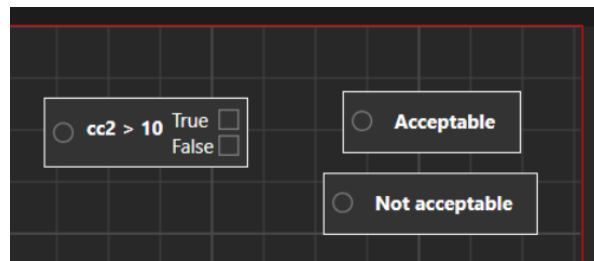 cc2 > 10
True
False
Acceptable
Not acceptable